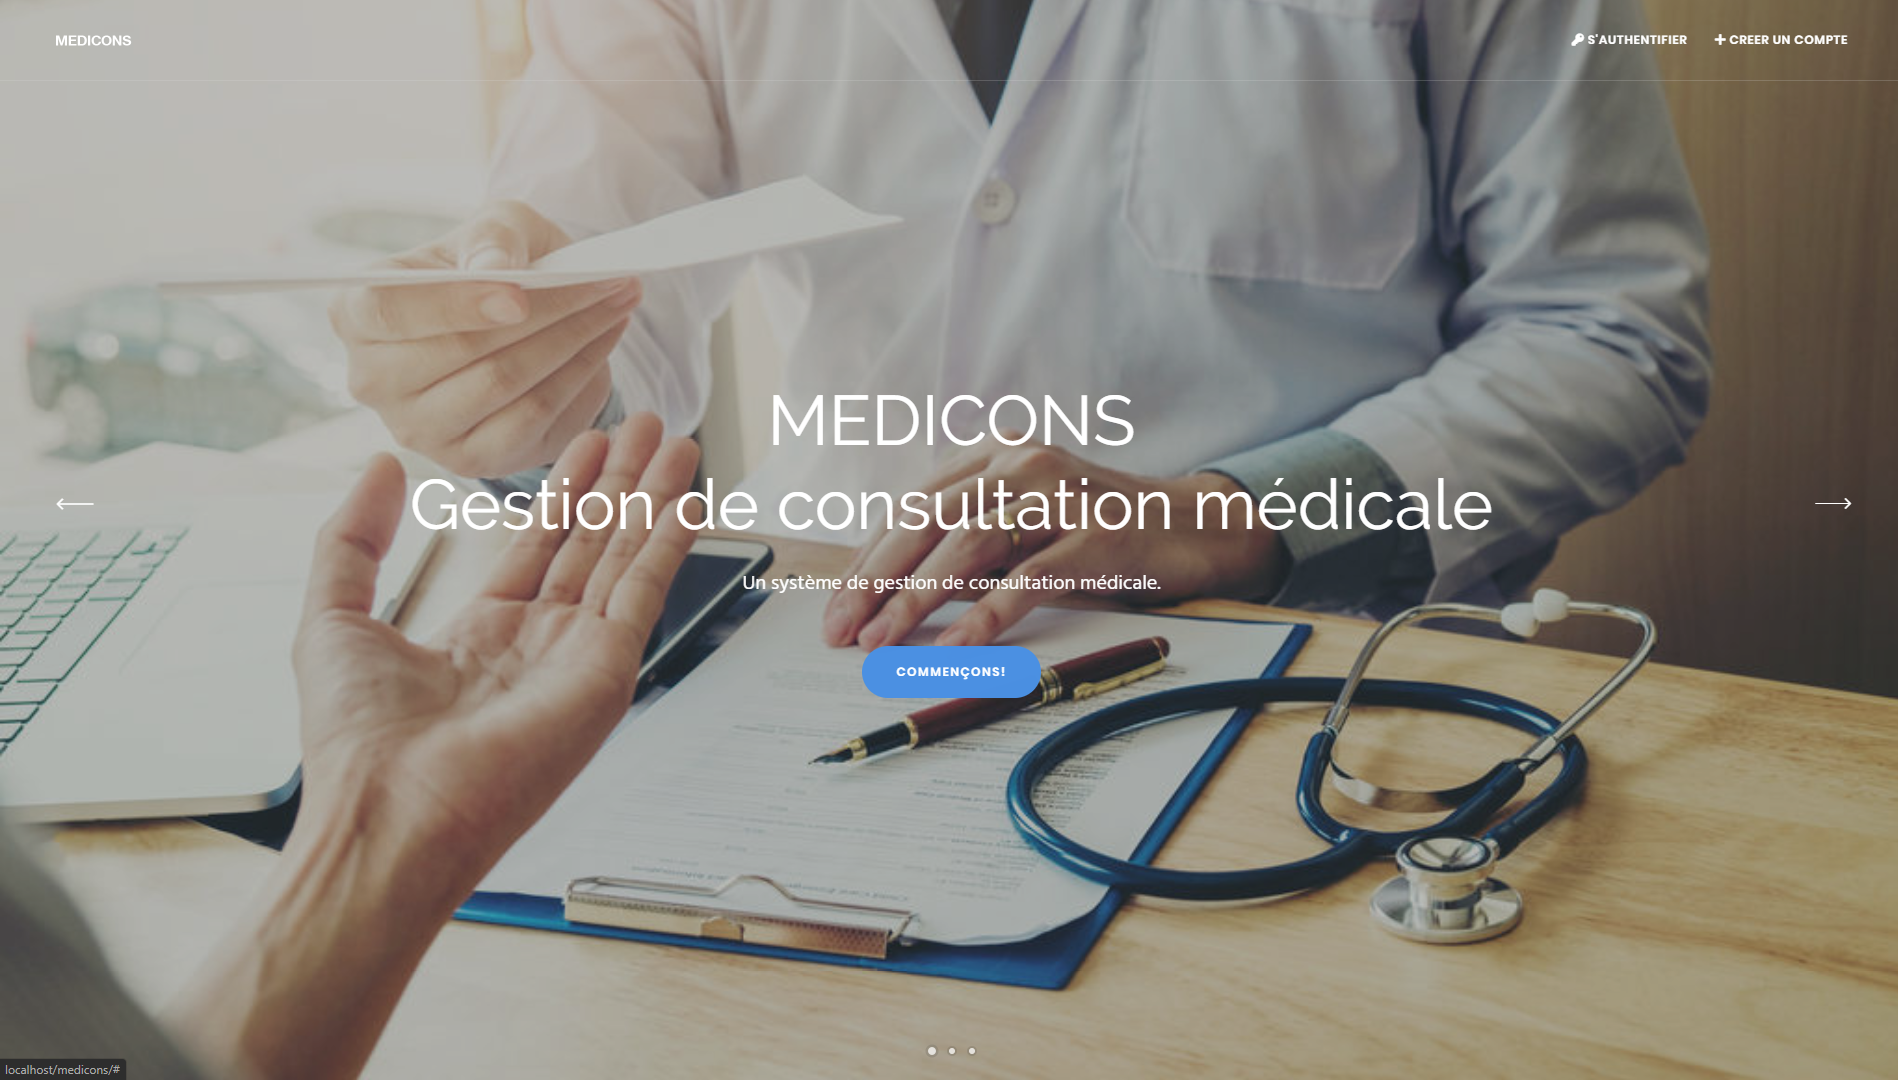 MEDICONS
S'AUTHENTIFIER
CREER UN COMPTE
MEDICONS
Gestion de consultation médicale
Un système de gestion de consultation médicale.
COMMENÇONS!
localhost/medicons/#